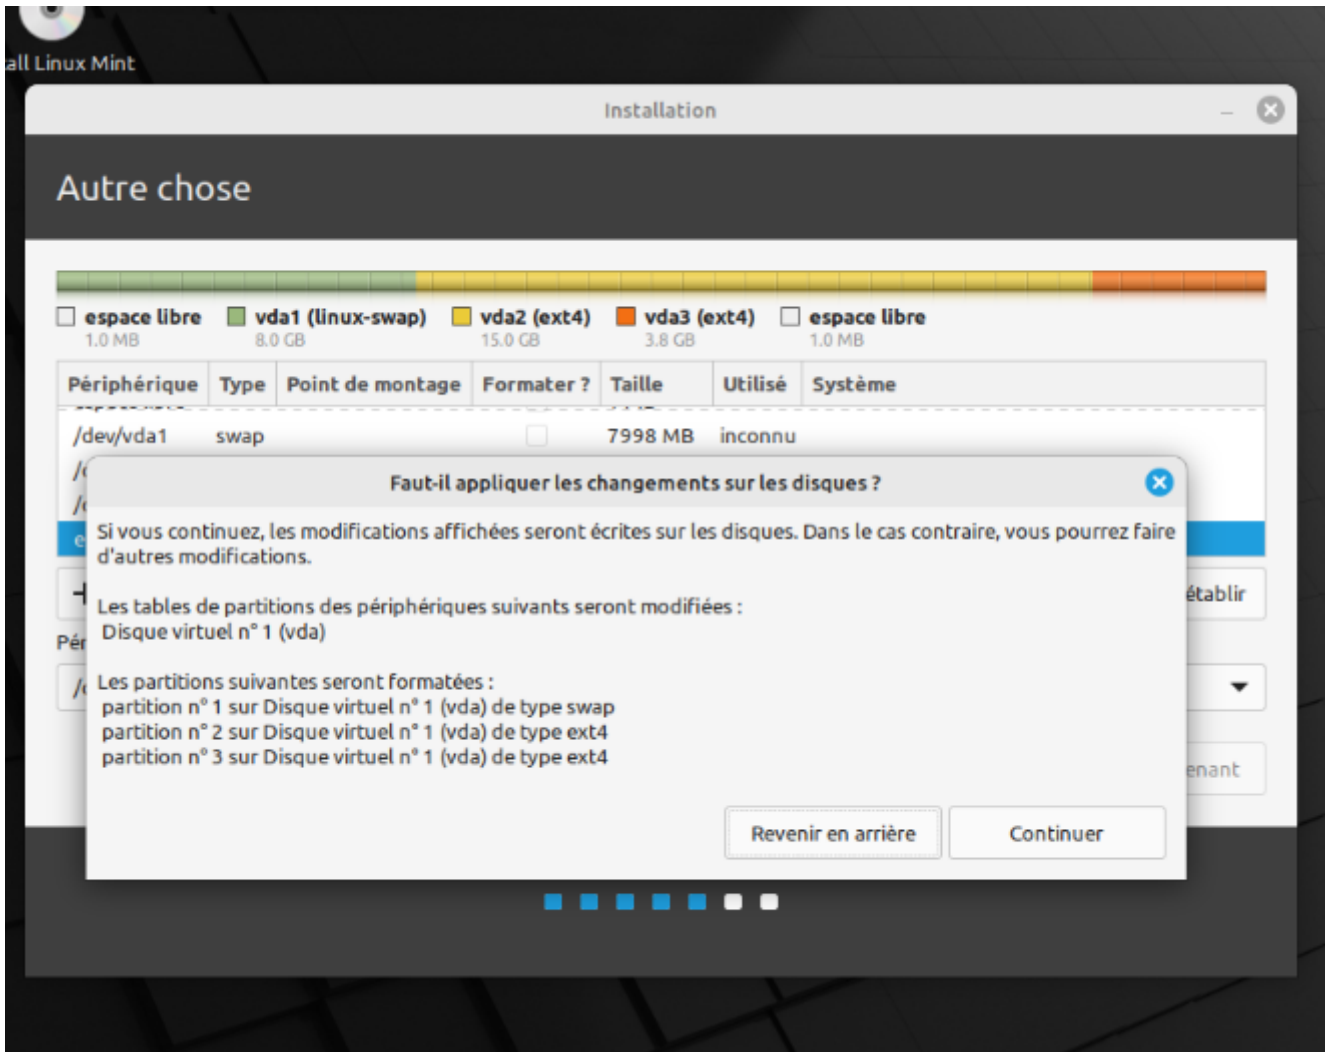 all Linux Mint
Installation
Autre chose
espace libre vda1 (linux-swap) vda2 (ext4) vda3 (ext4) espace libre
1.0 MB 8.0 GB 15.0 GB 3.8 GB 1.0 MB
Périphérique Type Point de montage Formater ? Taille Utilisé Système
/dev/vda1 swap 7998 MB inconnu
Faut-il appliquer les changements sur les disques ?
Si vous continuez, les modifications affichées seront écrites sur les disques. Dans le cas contraire, vous pourrez faire
d'autres modifications.
Les tables de partitions des périphériques suivants seront modifiées :
Disque virtuel n° 1 (vda)
Les partitions suivantes seront formatées :
partition n° 1 sur Disque virtuel n° 1 (vda) de type swap
partition n° 2 sur Disque virtuel n° 1 (vda) de type ext4
partition n° 3 sur Disque virtuel n° 1 (vda) de type ext4
établir
Pér
enant
Revenir en arrière Continuer